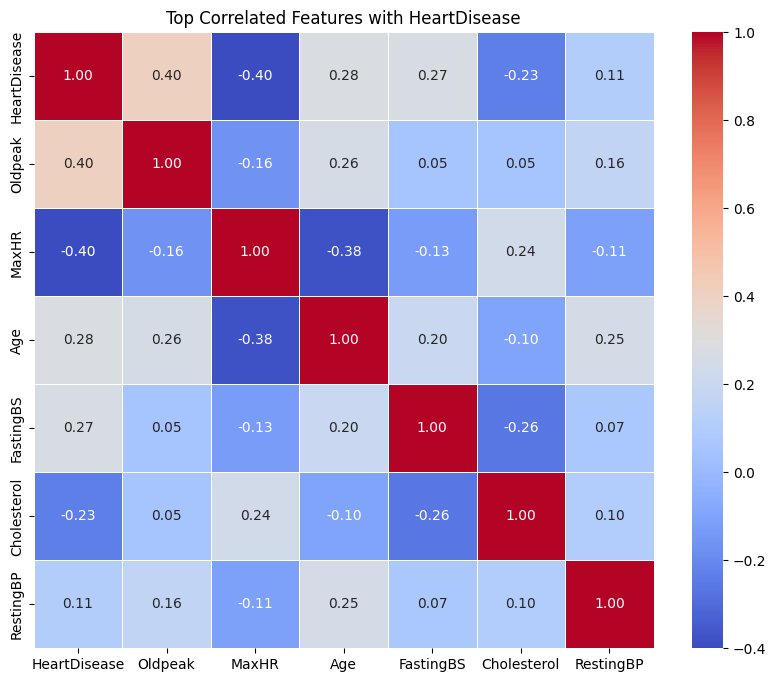 Top Correlated Features with HeartDisease
HeartDisease 1.00 0.40 -0.40 0.28 0.27 -0.23 0.11
Oldpeak 0.40 1.00 -0.16 0.26 0.05 0.05 0.16
MaxHR -0.40 -0.16 1.00 -0.38 -0.13 0.24 -0.11
Age 0.28 0.26 -0.38 1.00 0.20 -0.10 0.25
FastingBS 0.27 0.05 -0.13 0.20 1.00 -0.26 0.07
Cholesterol -0.23 0.05 0.24 -0.10 -0.26 1.00 0.10
RestingBP 0.11 0.16 -0.11 0.25 0.07 0.10 1.00
HeartDisease Oldpeak MaxHR Age FastingBS Cholesterol RestingBP
1.0
0.8
0.6
0.4
0.2
0.0
−0.2
−0.4